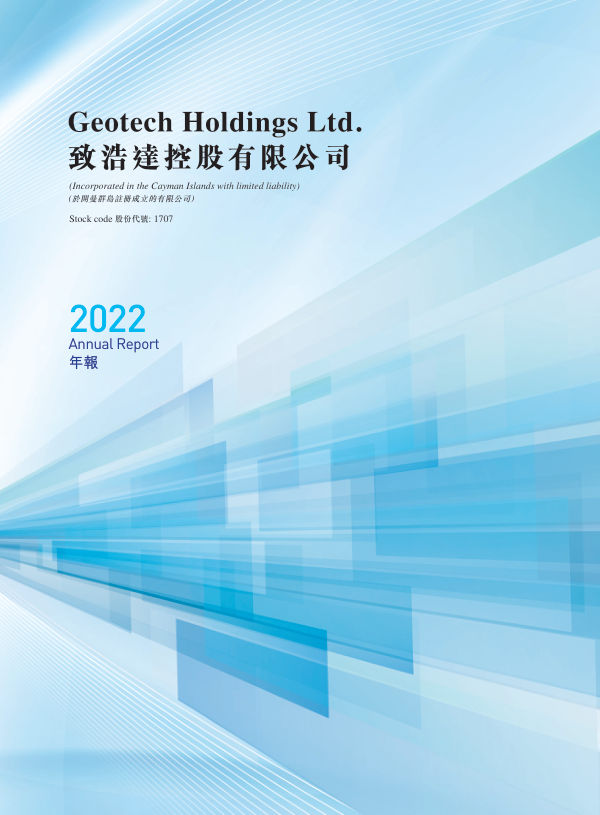 Geotech Holdings Ltd.
致浩達控股有限公司
(Incorporated in the Cayman Islands with limited liability)
(於開曼群島註冊成立的有限公司)
Stock code 股份代號: 1707
2022
Annual Report
年報